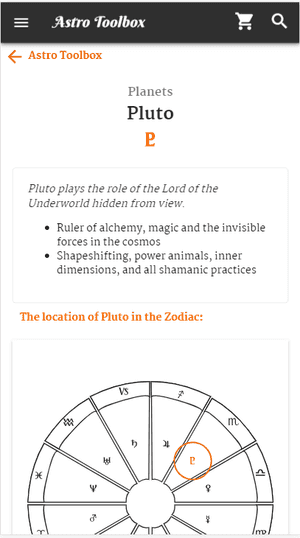 Astro Toolbox
Astro Toolbox
Planets
Pluto
♇
Pluto plays the role of the Lord of the
Underworld hidden from view.
• Ruler of alchemy, magic and the invisible
forces in the cosmos
• Shapeshifting, power animals, inner
dimensions, and all shamanic practices
The location of Pluto in the Zodiac: